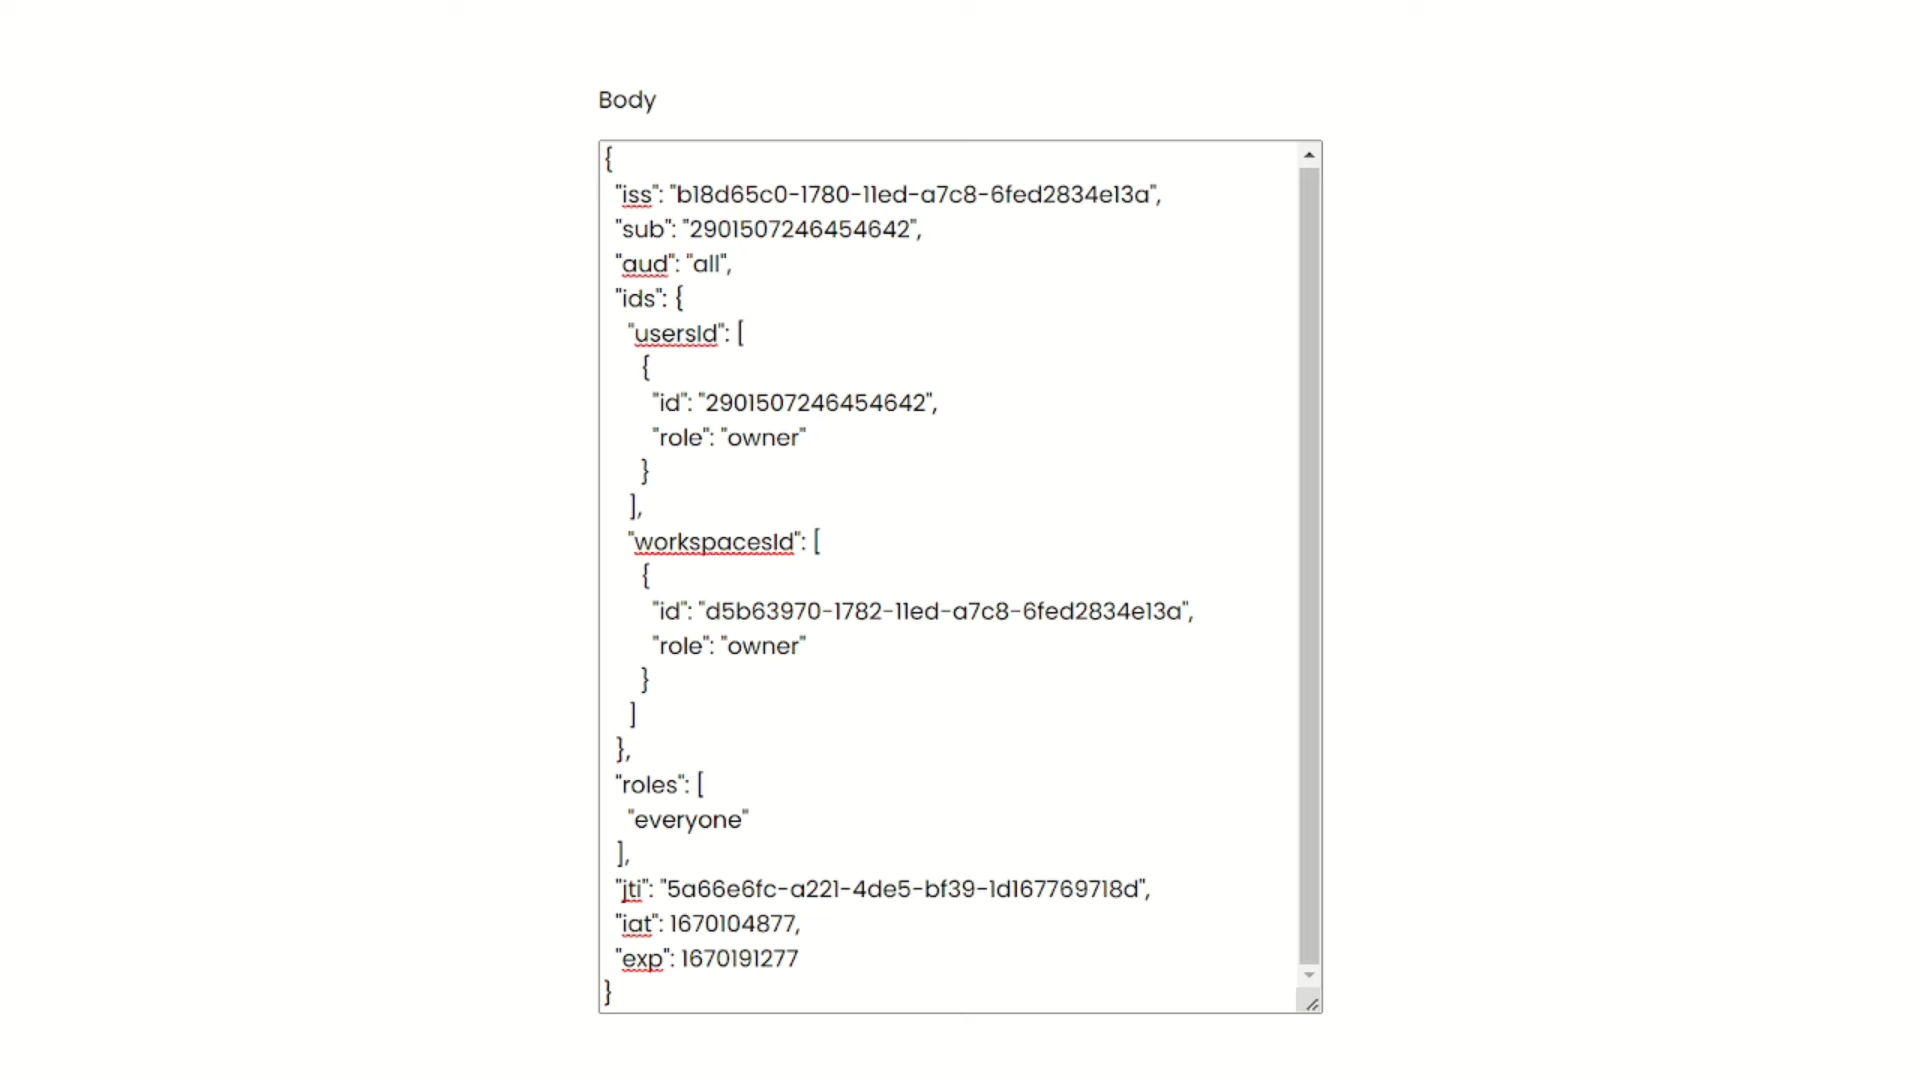 Body
{
"iss": "b18d65c0-1780-11ed-a7c8-6fed2834e13a",
"sub": "2901507246454642",
"aud": "all",
"ids": {
"usersId": [
{
"id": "2901507246454642",
"role": "owner"
}
],
"workspacesId": [
{
"id": "d5b63970-1782-11ed-a7c8-6fed2834e13a",
"role": "owner"
}
]
},
"roles": [
"everyone"
],
"jti": "5a66e6fc-a221-4de5-bf39-1d167769718d",
"iat": 1670104877,
"exp": 1670191277
}